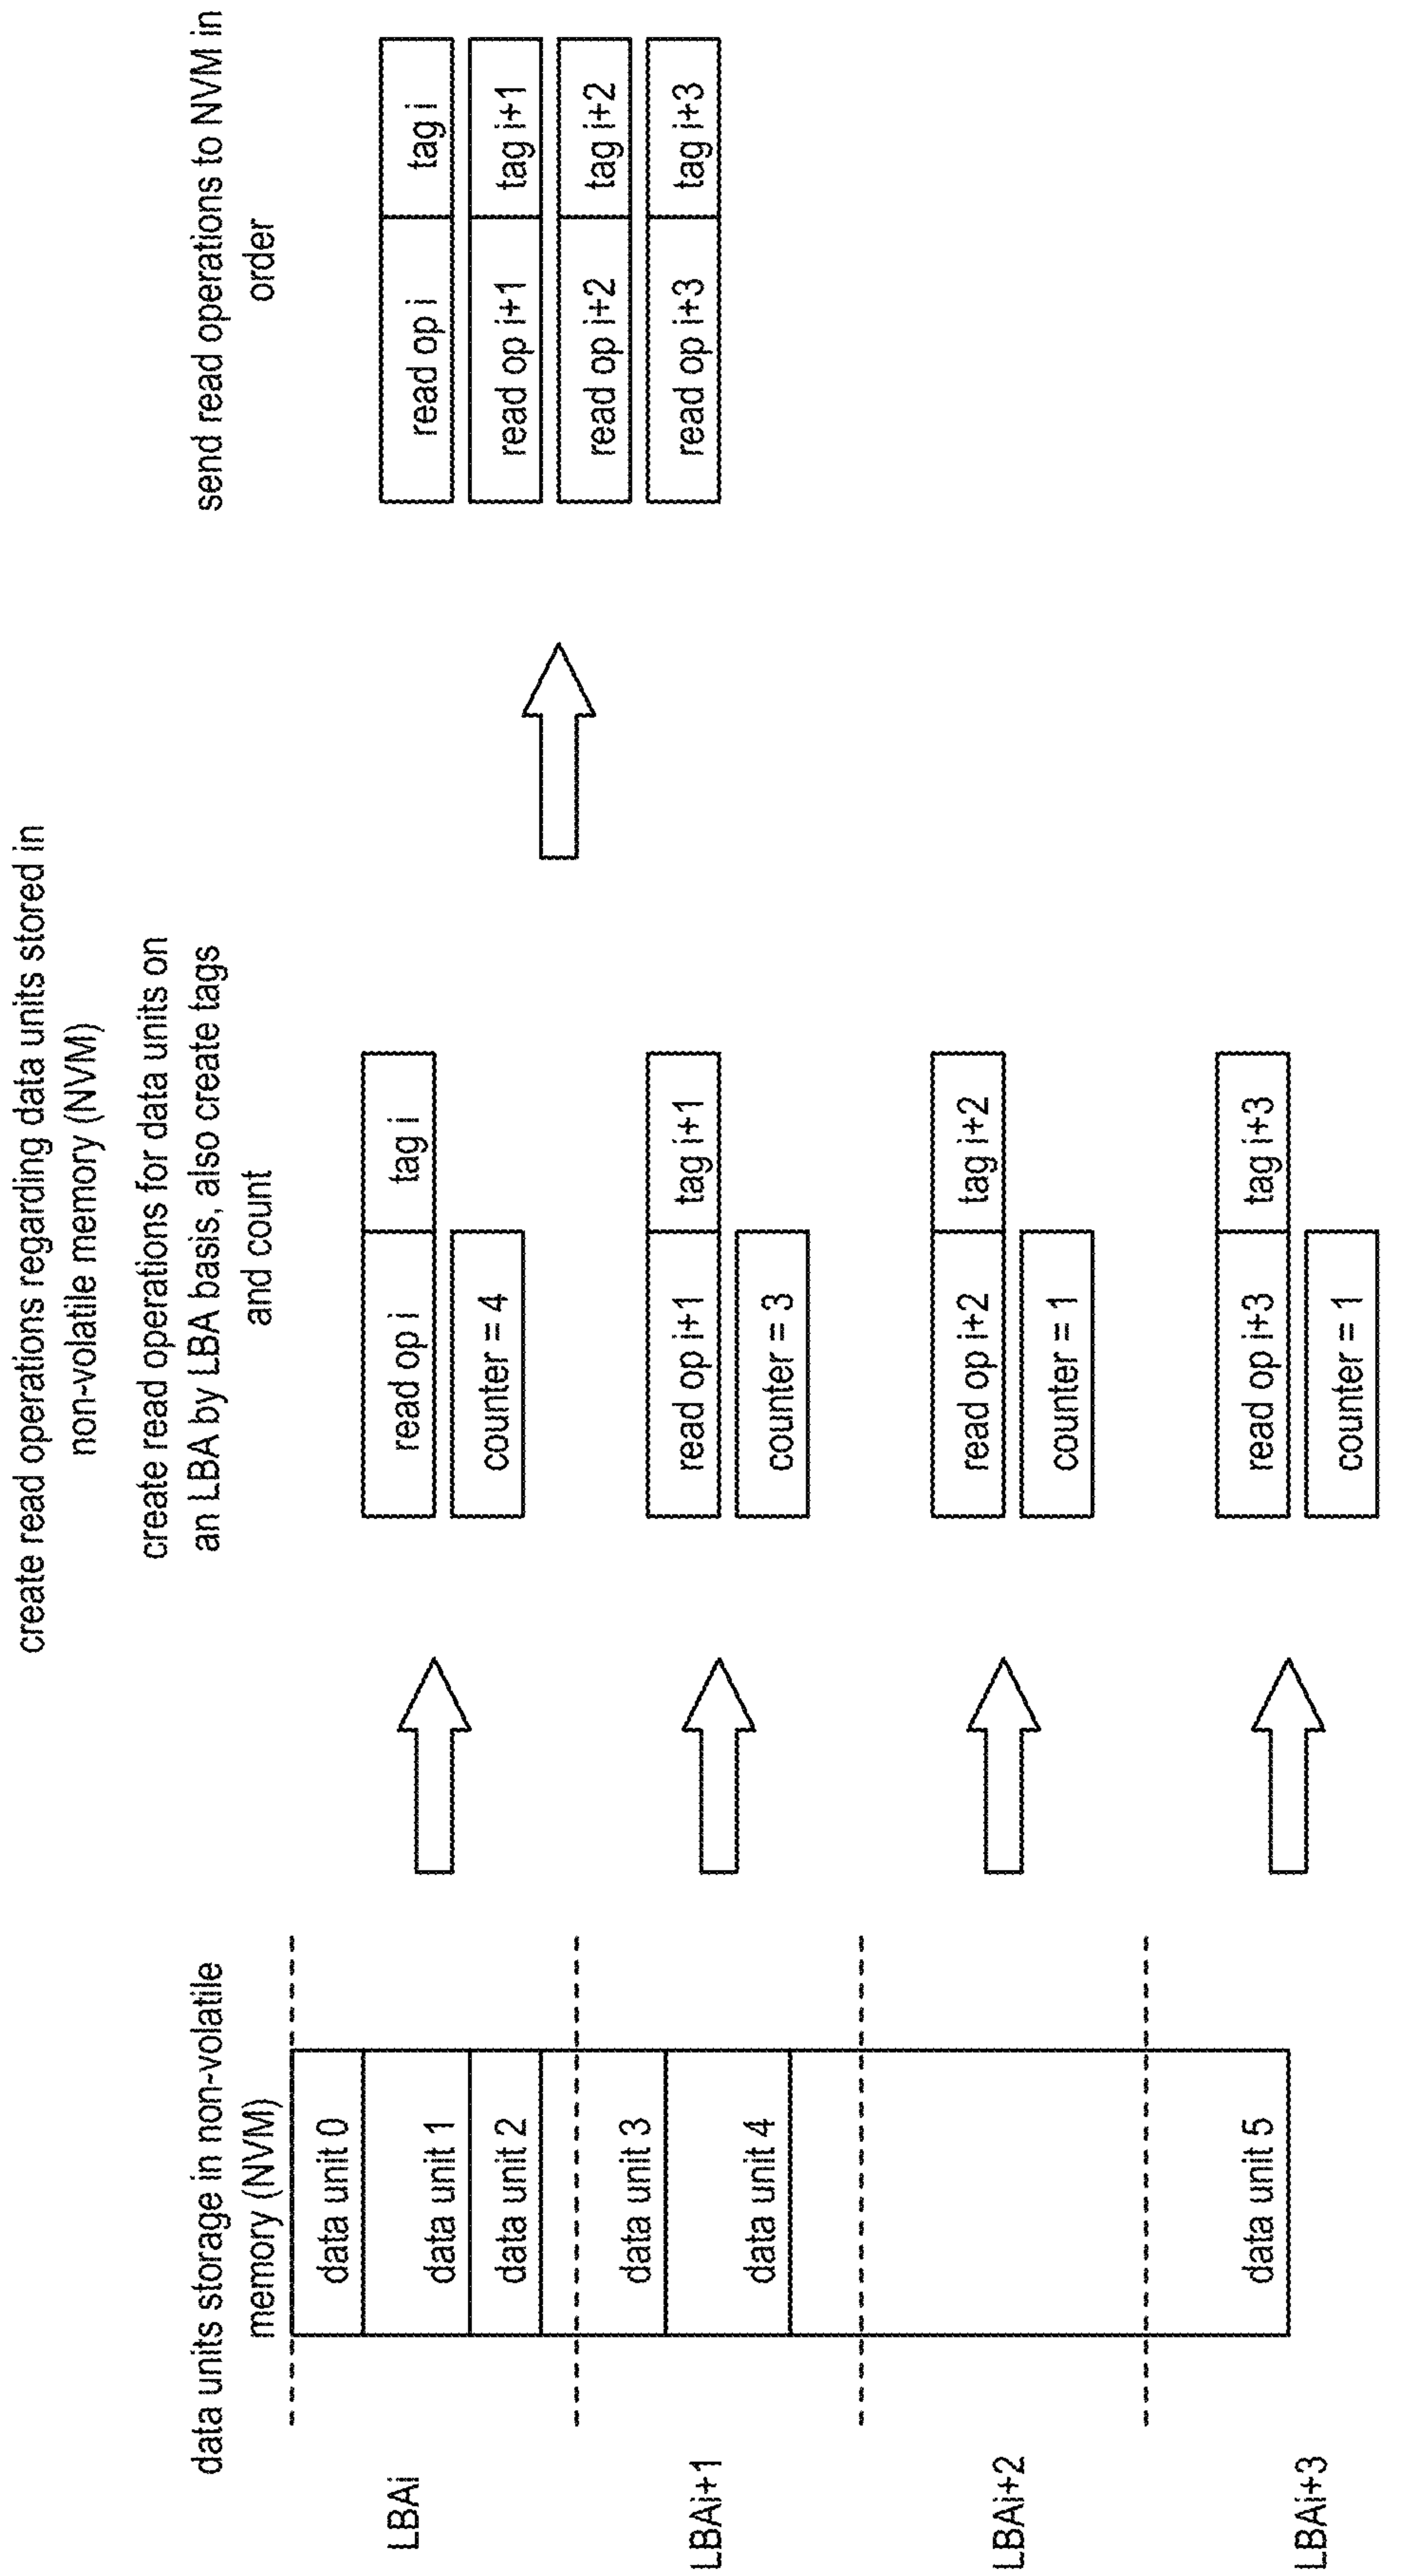 create read operations regarding data units stored in
non-volatile memory (NVM)
data units storage in non-volatile
memory (NVM)
create read operations for data units on
an LBA by LBA basis, also create tags
and count
send read operations to NVM in
order
LBAi
data unit 0
data unit 1
data unit 2
read op i
tag i
counter = 4
LBAi+1
data unit 3
data unit 4
read op i+1
tag i+1
counter = 3
LBAi+2
read op i+2
tag i+2
counter = 1
LBAi+3
data unit 5
read op i+3
tag i+3
counter = 1
read op i
tag i
read op i+1
tag i+1
read op i+2
tag i+2
read op i+3
tag i+3